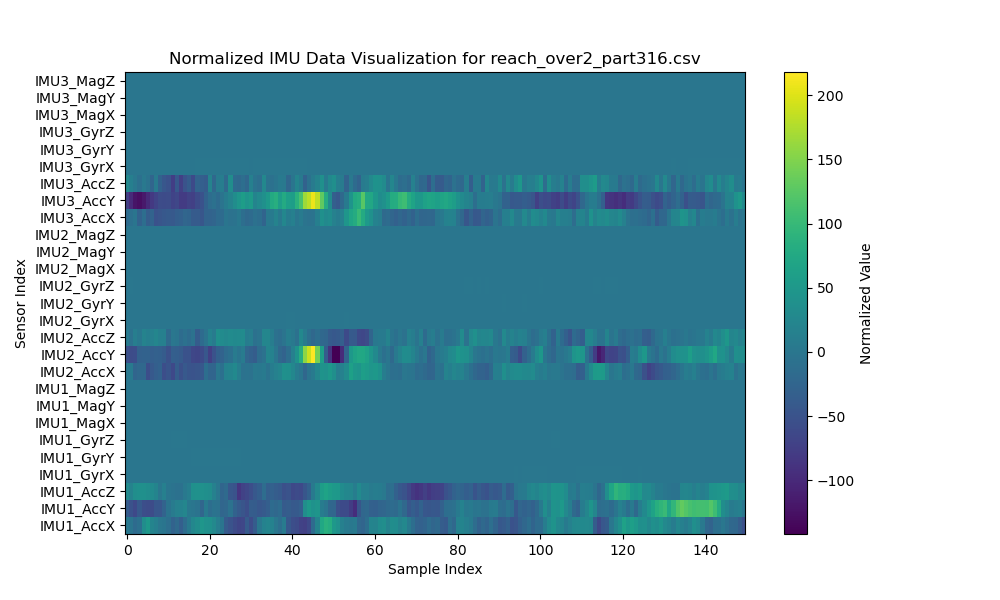 Normalized IMU Data Visualization for reach_over2_part316.csv
Sensor Index
IMU3_MagZ
IMU3_MagY
IMU3_MagX
IMU3_GyrZ
IMU3_GyrY
IMU3_GyrX
IMU3_AccZ
IMU3_AccY
IMU3_AccX
IMU2_MagZ
IMU2_MagY
IMU2_MagX
IMU2_GyrZ
IMU2_GyrY
IMU2_GyrX
IMU2_AccZ
IMU2_AccY
IMU2_AccX
IMU1_MagZ
IMU1_MagY
IMU1_MagX
IMU1_GyrZ
IMU1_GyrY
IMU1_GyrX
IMU1_AccZ
IMU1_AccY
IMU1_AccX
0 20 40 60 80 100 120 140
Sample Index
200
150
100
50
0
−50
−100
Normalized Value